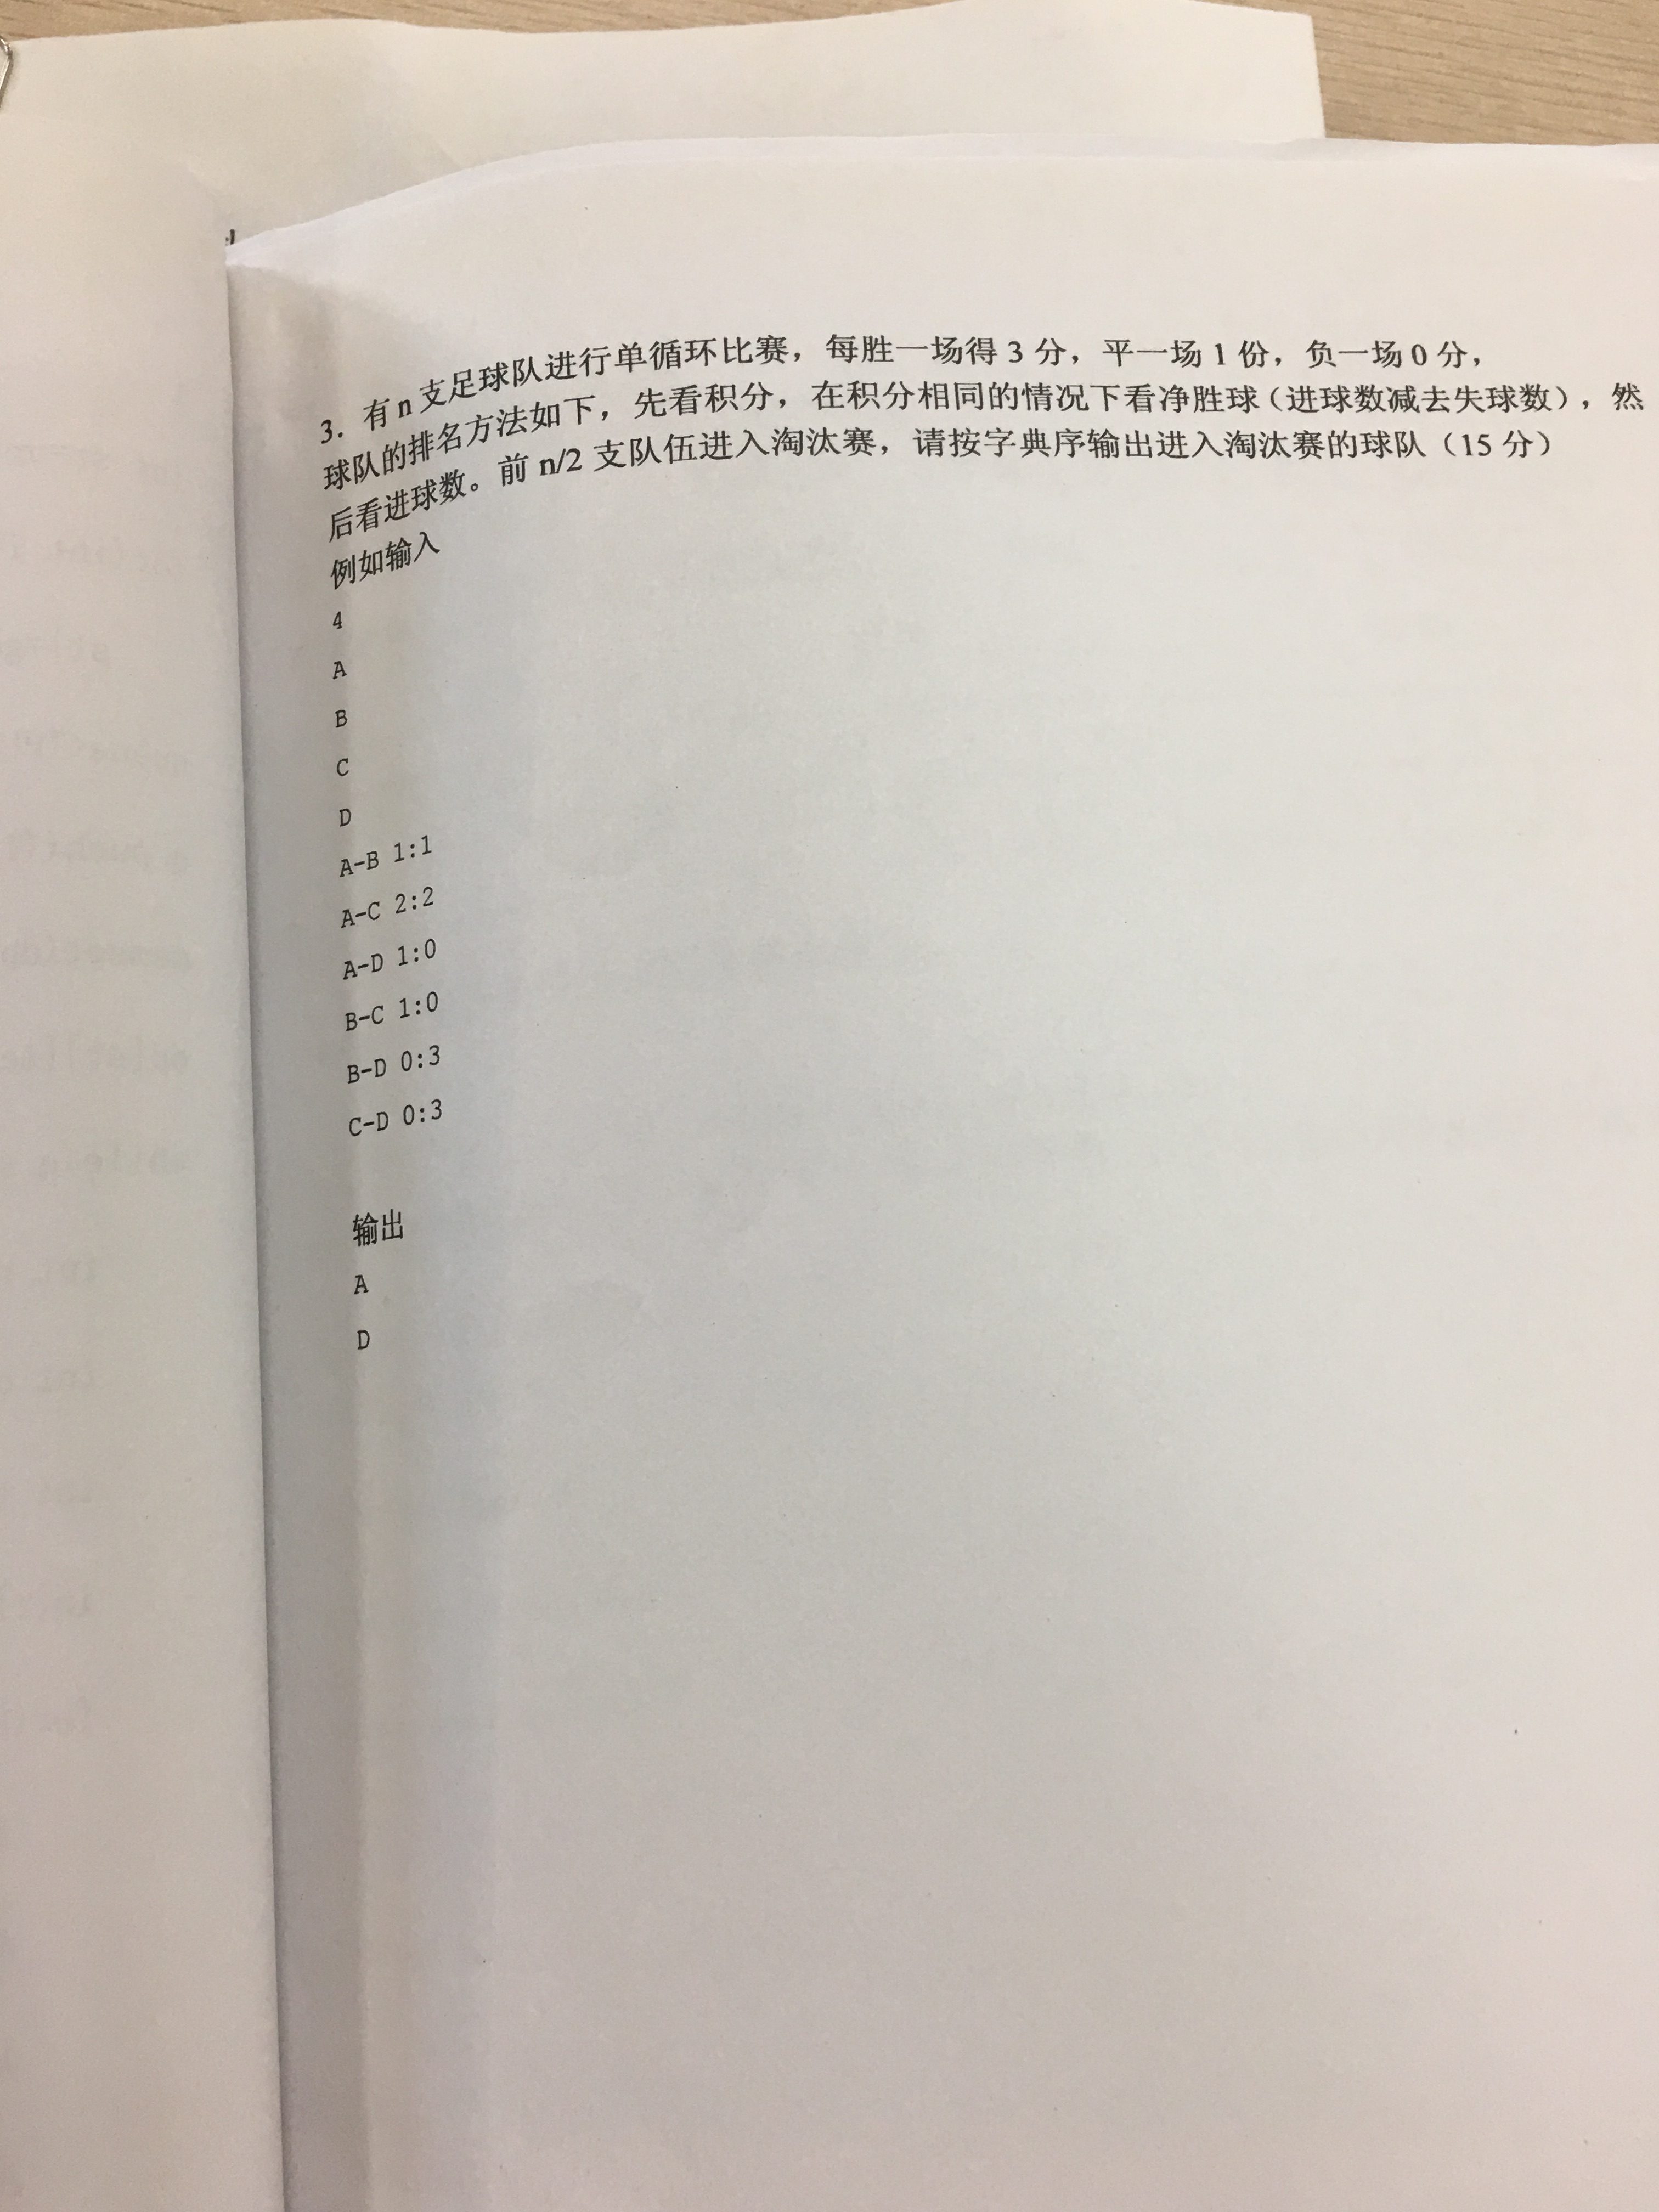 3. 有 n 支足球队进行单循环比赛，每胜一场得 3 分，平一场 1 份，负一场 0 分，
球队的排名方法如下，先看积分，在积分相同的情况下看净胜球（进球数减去失球数），然
后看进球数。前 n/2 支队伍进入淘汰赛，请按字典序输出进入淘汰赛的球队（15 分）
例如输入
4
A
B
C
D
A-B 1:1
A-C 2:2
A-D 1:0
B-C 1:0
B-D 0:3
C-D 0:3
输出
A
D